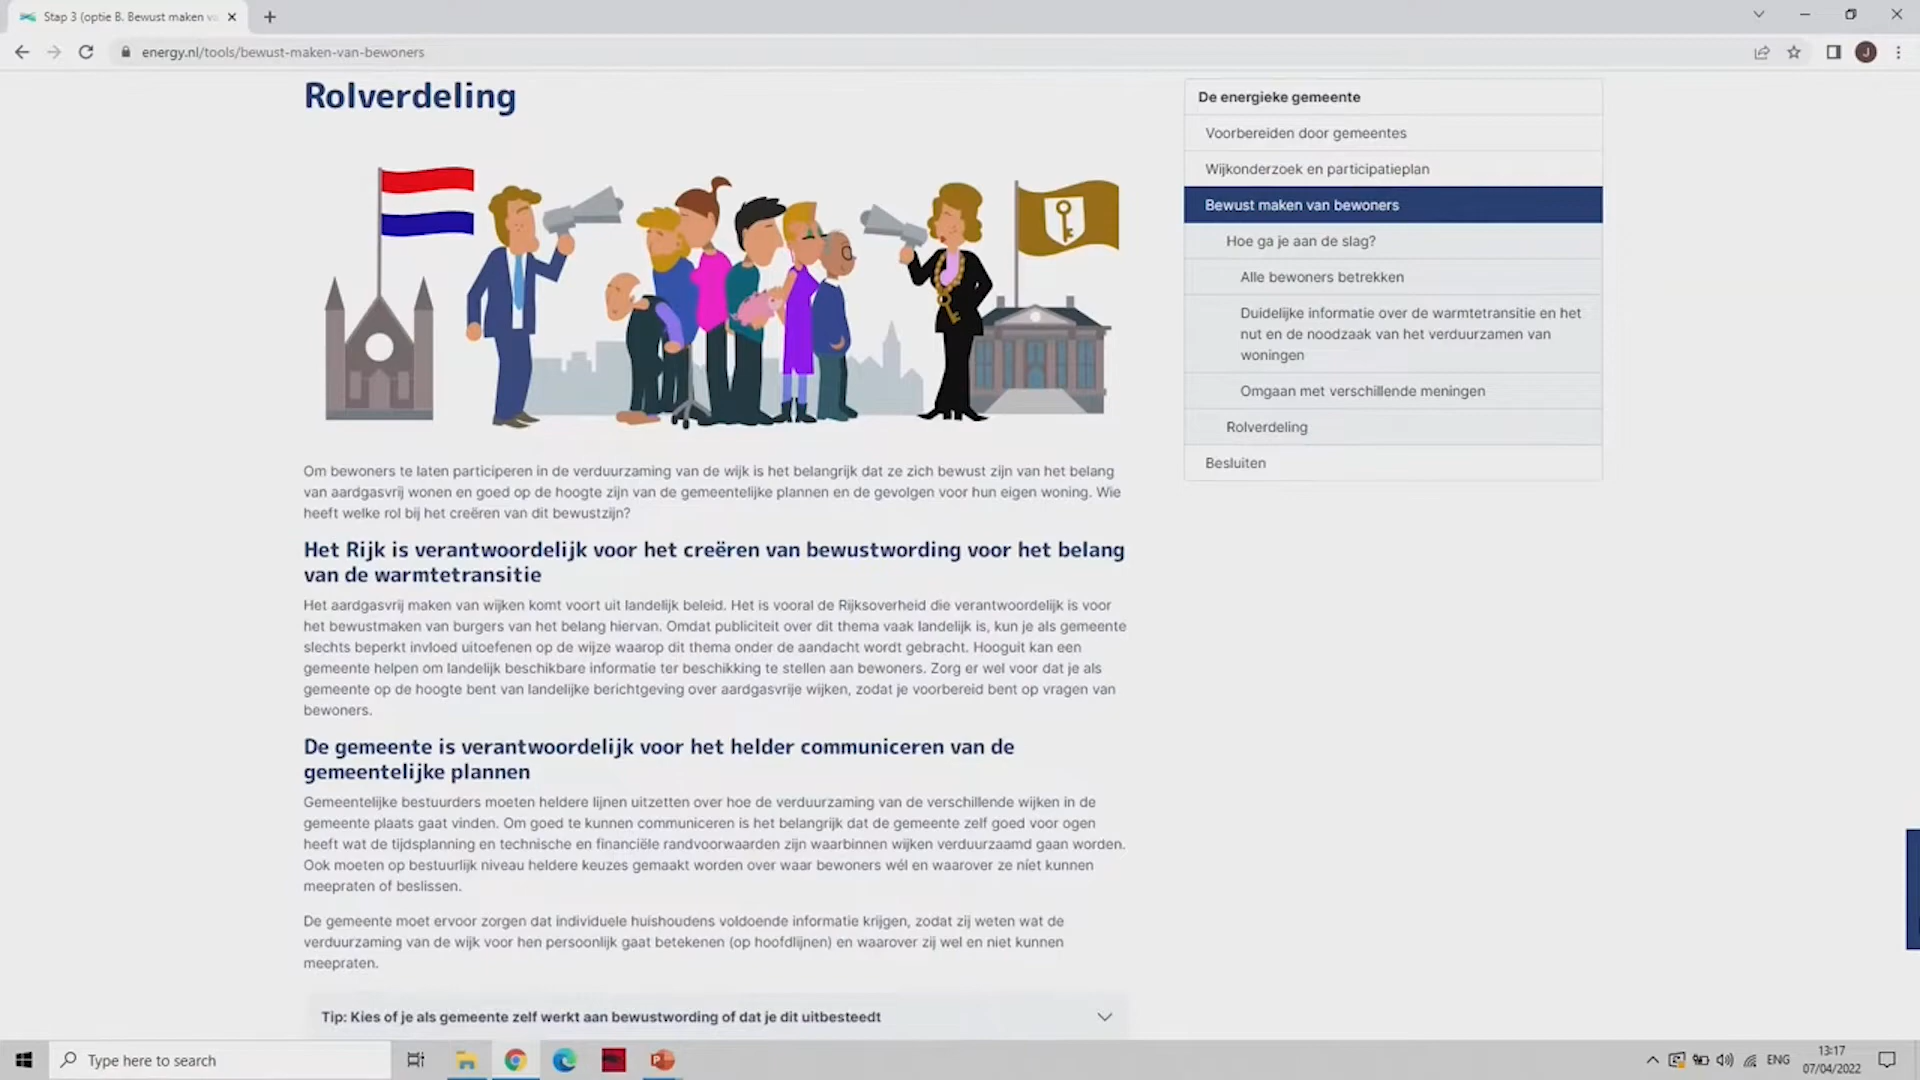 Stap 3 (optie B. Bewust maken va
energy.nl/tools/bewust-maken-van-bewoners
J
Rolverdeling
Om bewoners te laten participeren in de verduurzaming van de wijk is het belangrijk dat ze zich bewust zijn van het belang
van aardgasvrij wonen en goed op de hoogte zijn van de gemeentelijke plannen en de gevolgen voor hun eigen woning. Wie
heeft welke rol bij het creëren van dit bewustzijn?
Het Rijk is verantwoordelijk voor het creëren van bewustwording voor het belang
van de warmtetransitie
Het aardgasvrij maken van wijken komt voort uit landelijk beleid. Het is vooral de Rijksoverheid die verantwoordelijk is voor
het bewustmaken van burgers van het belang hiervan. Omdat publiciteit over dit thema vaak landelijk is, kun je als gemeente
slechts beperkt invloed uitoefenen op de wijze waarop dit thema onder de aandacht wordt gebracht. Hooguit kan een
gemeente helpen om landelijk beschikbare informatie ter beschikking te stellen aan bewoners. Zorg er wel voor dat je als
gemeente op de hoogte bent van landelijke berichtgeving over aardgasvrije wijken, zodat je voorbereid bent op vragen van
bewoners.
De gemeente is verantwoordelijk voor het helder communiceren van de
gemeentelijke plannen
Gemeentelijke bestuurders moeten heldere lijnen uitzetten over hoe de verduurzaming van de verschillende wijken in de
gemeente plaats gaat vinden. Om goed te kunnen communiceren is het belangrijk dat de gemeente zelf goed voor ogen
heeft wat de tijdsplanning en technische en financiële randvoorwaarden zijn waarbinnen wijken verduurzaamd gaan worden.
Ook moeten op bestuurlijk niveau heldere keuzes gemaakt worden over waar bewoners wél en waarover ze níet kunnen
meepraten of beslissen.
De gemeente moet ervoor zorgen dat individuele huishoudens voldoende informatie krijgen, zodat zij weten wat de
verduurzaming van de wijk voor hen persoonlijk gaat betekenen (op hoofdlijnen) en waarover zij wel en niet kunnen
meepraten.
Tip: Kies of je als gemeente zelf werkt aan bewustwording of dat je dit uitbesteedt
De energieke gemeente
Voorbereiden door gemeentes
Wijkonderzoek en participatieplan
Bewust maken van bewoners
Hoe ga je aan de slag?
Alle bewoners betrekken
Duidelijke informatie over de warmtetransitie en het
nut en de noodzaak van het verduurzamen van
woningen
Omgaan met verschillende meningen
Rolverdeling
Besluiten
Type here to search
ENG
13:17
07/04/2022